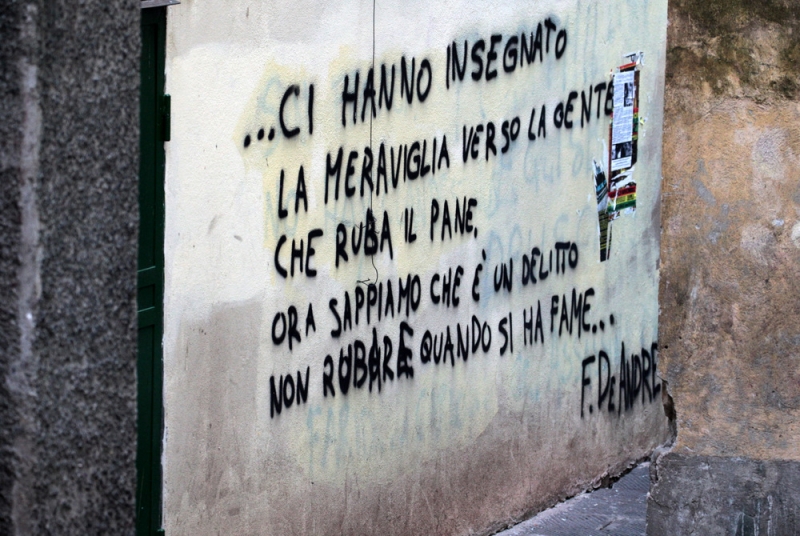 ...CI HANNO INSEGNATO
LA MERAVIGLIA VERSO LA GENTE
CHE RUBA IL PANE,
ORA SAPPIAMO CHE E' UN DELITTO
NON RUBARE QUANDO SI HA FAME...
F. DE ANDRE